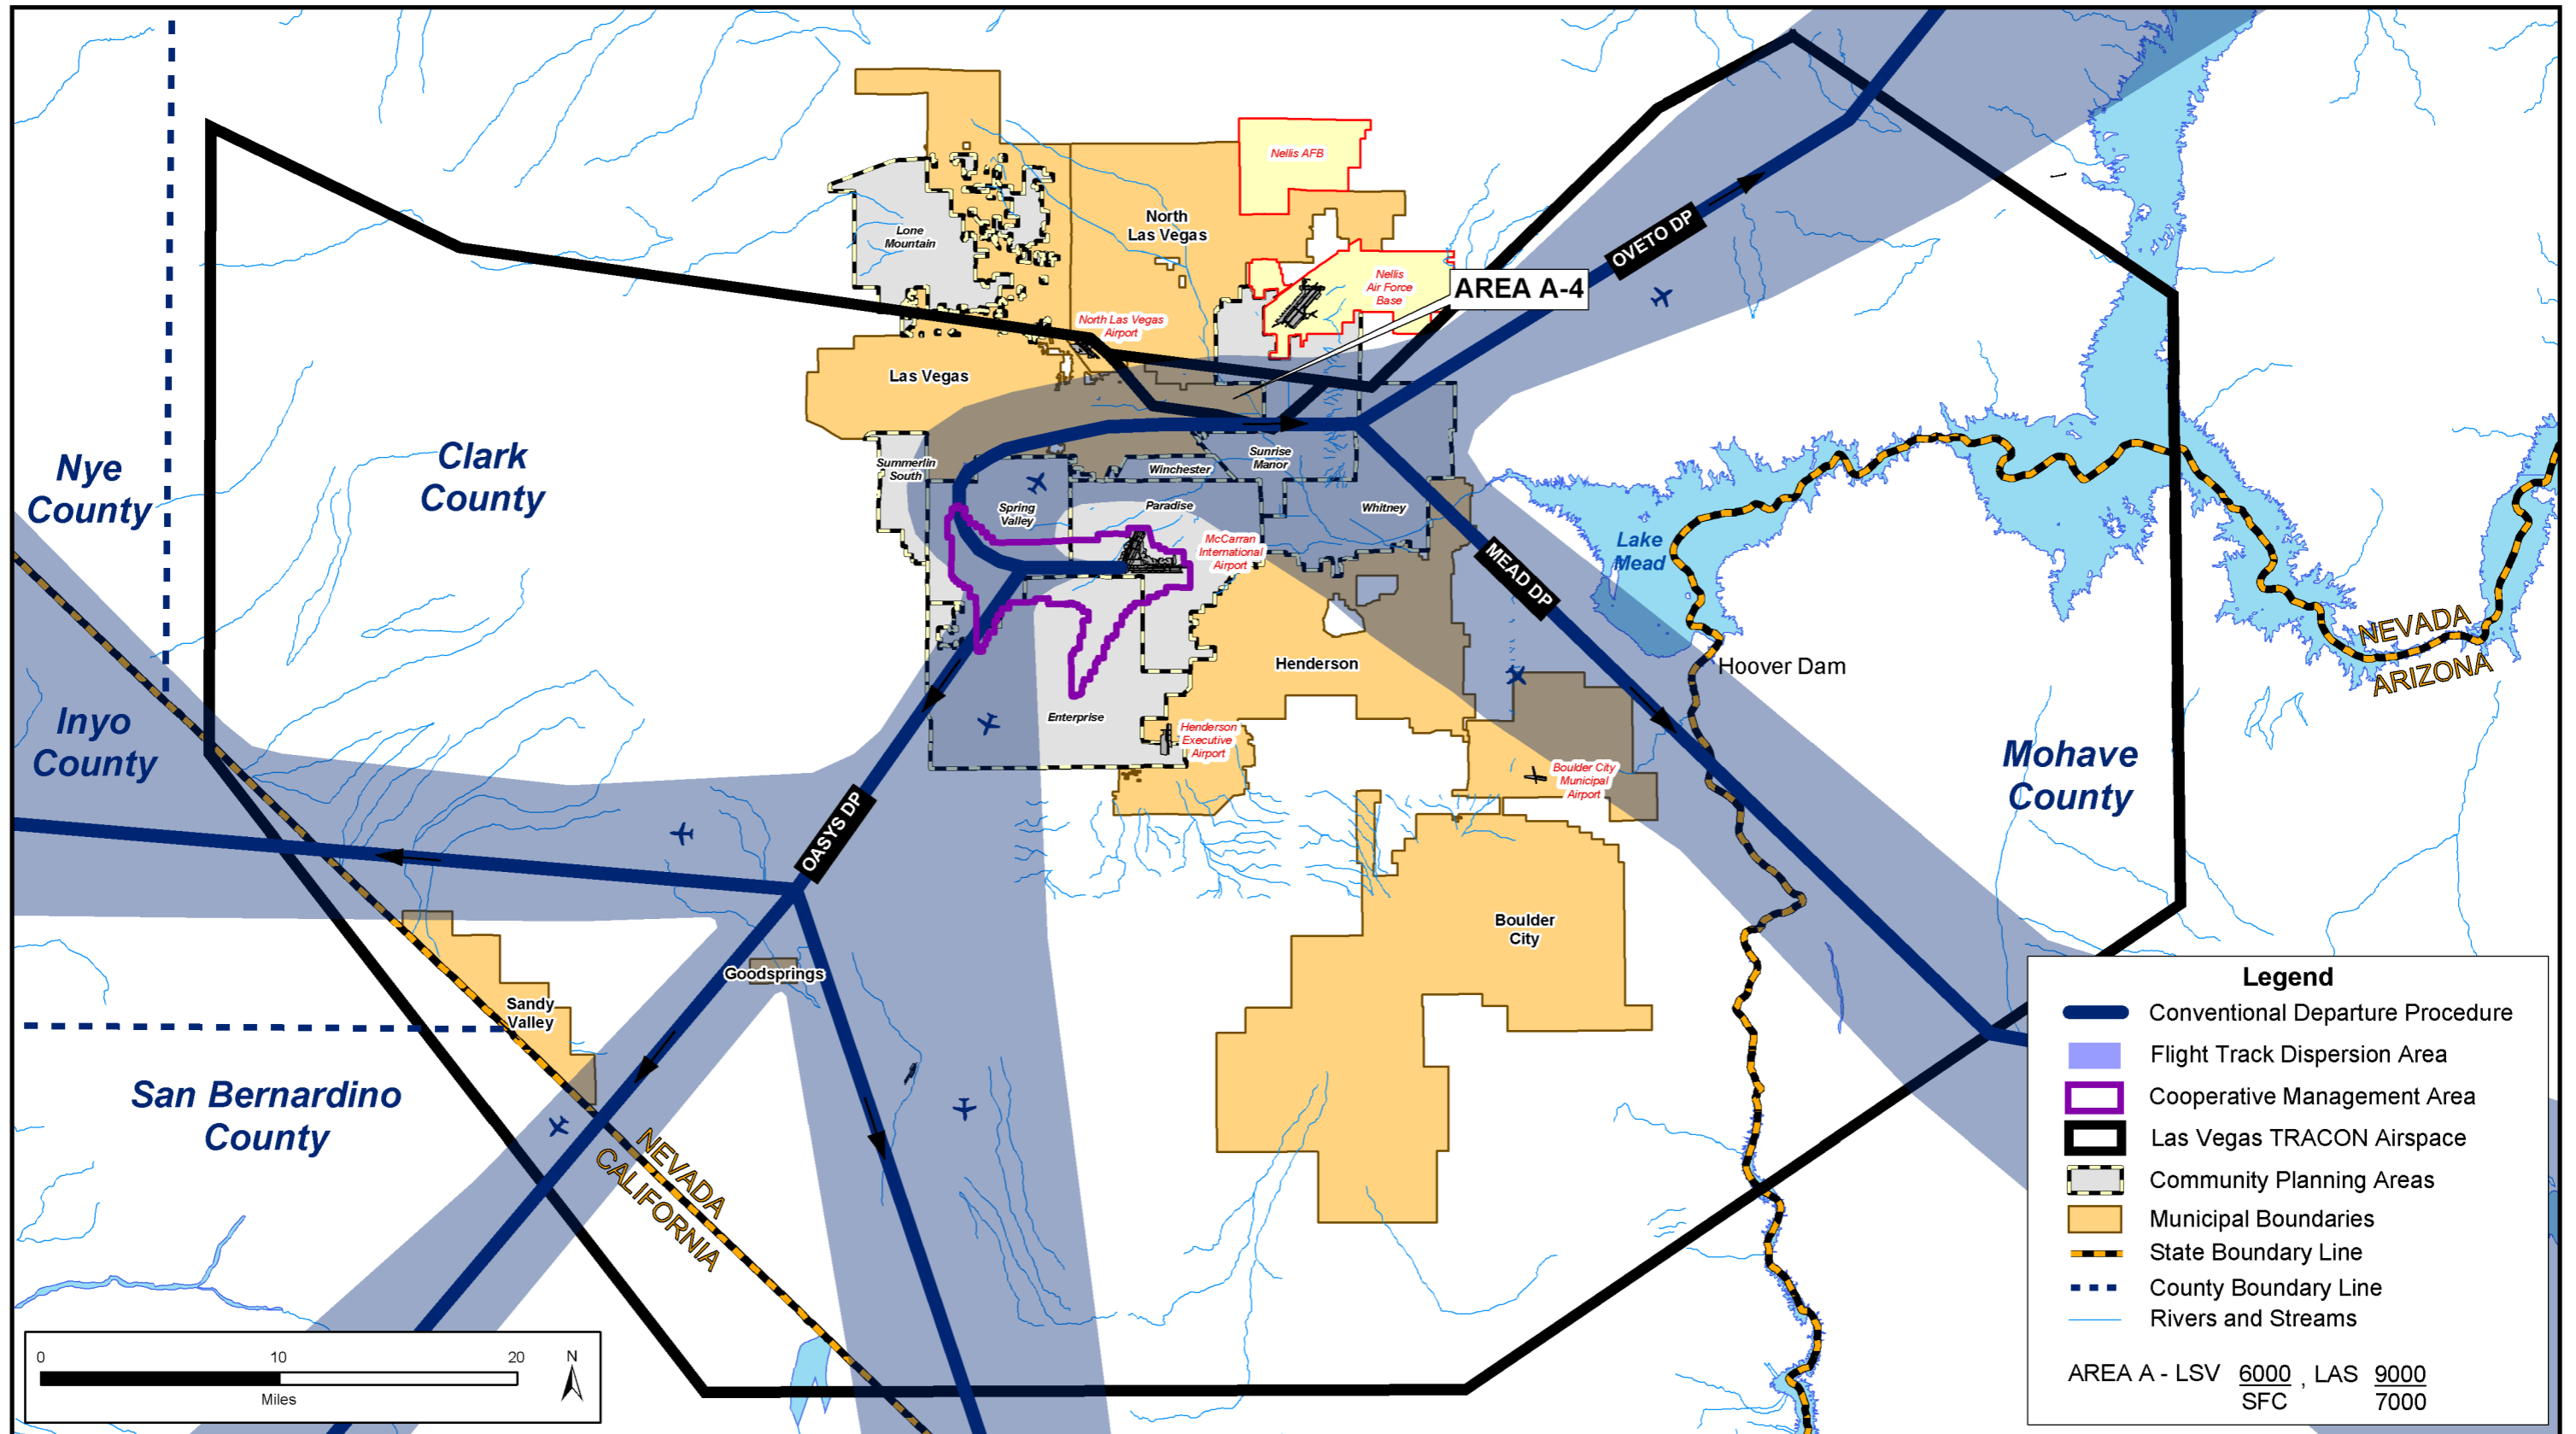 Nellis AFB
North
Las Vegas
Lone
Mountain
Nellis
Air Force
Base
AREA A-4
OVETO DP
North Las Vegas
Airport
Las Vegas
Nye
County
Clark
County
Summerlin
South
Spring
Valley
Winchester
Paradise
Sunrise
Manor
Whitney
McCarran
International
Airport
MEAD DP
Lake
Mead
NEVADA
ARIZONA
Hoover Dam
Henderson
Enterprise
Henderson
Executive
Airport
Boulder City
Municipal
Airport
Inyo
County
Mohave
County
OASYS DP
Boulder
City
Goodsprings
Sandy
Valley
San Bernardino
County
NEVADA
CALIFORNIA
0 10 20
Miles
N
Legend
Conventional Departure Procedure
Flight Track Dispersion Area
Cooperative Management Area
Las Vegas TRACON Airspace
Community Planning Areas
Municipal Boundaries
State Boundary Line
County Boundary Line
Rivers and Streams
AREA A - LSV 6000 , LAS 9000
SFC 7000